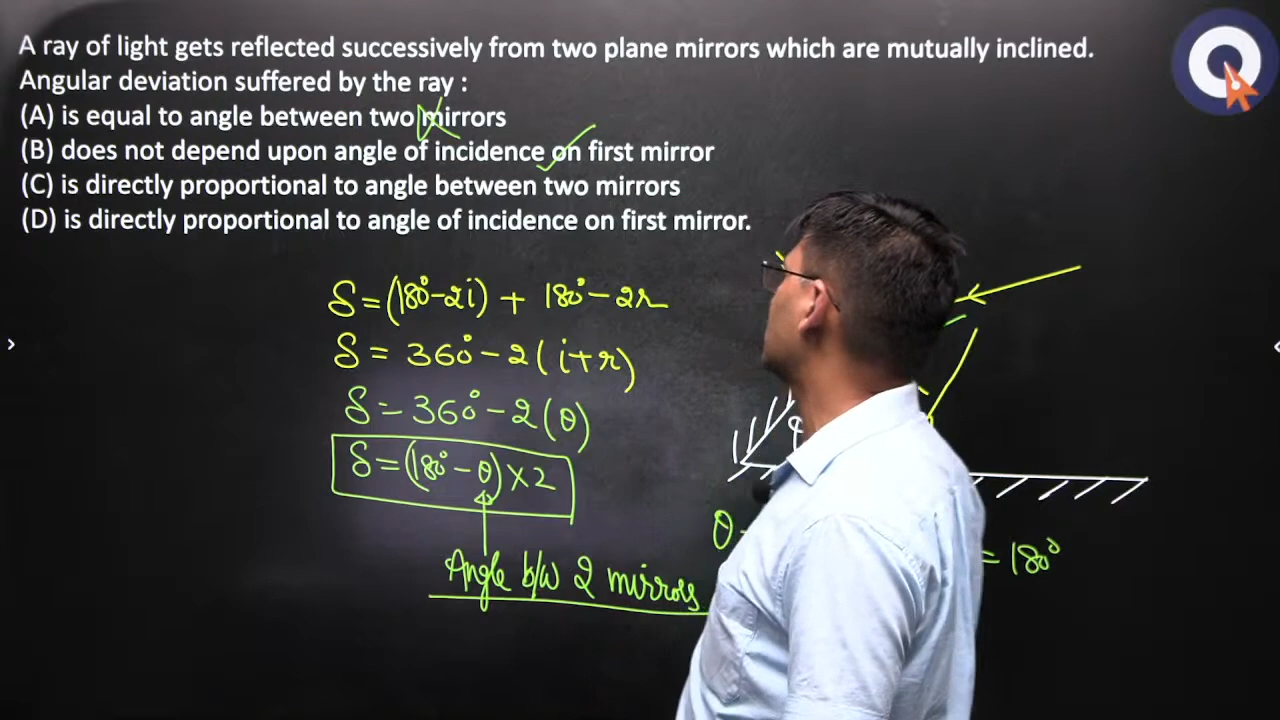 A ray of light gets reflected successively from two plane mirrors which are mutually inclined.
Angular deviation suffered by the ray :
(A) is equal to angle between two mirrors
(B) does not depend upon angle of incidence on first mirror
(C) is directly proportional to angle between two mirrors
(D) is directly proportional to angle of incidence on first mirror.
δ = (180°-2i) + 180°-2r
δ = 360° - 2(i+r)
δ = 360° - 2(θ)
δ = (180° - θ) × 2
Angle b/w 2 mirrors
θ -
= 180°